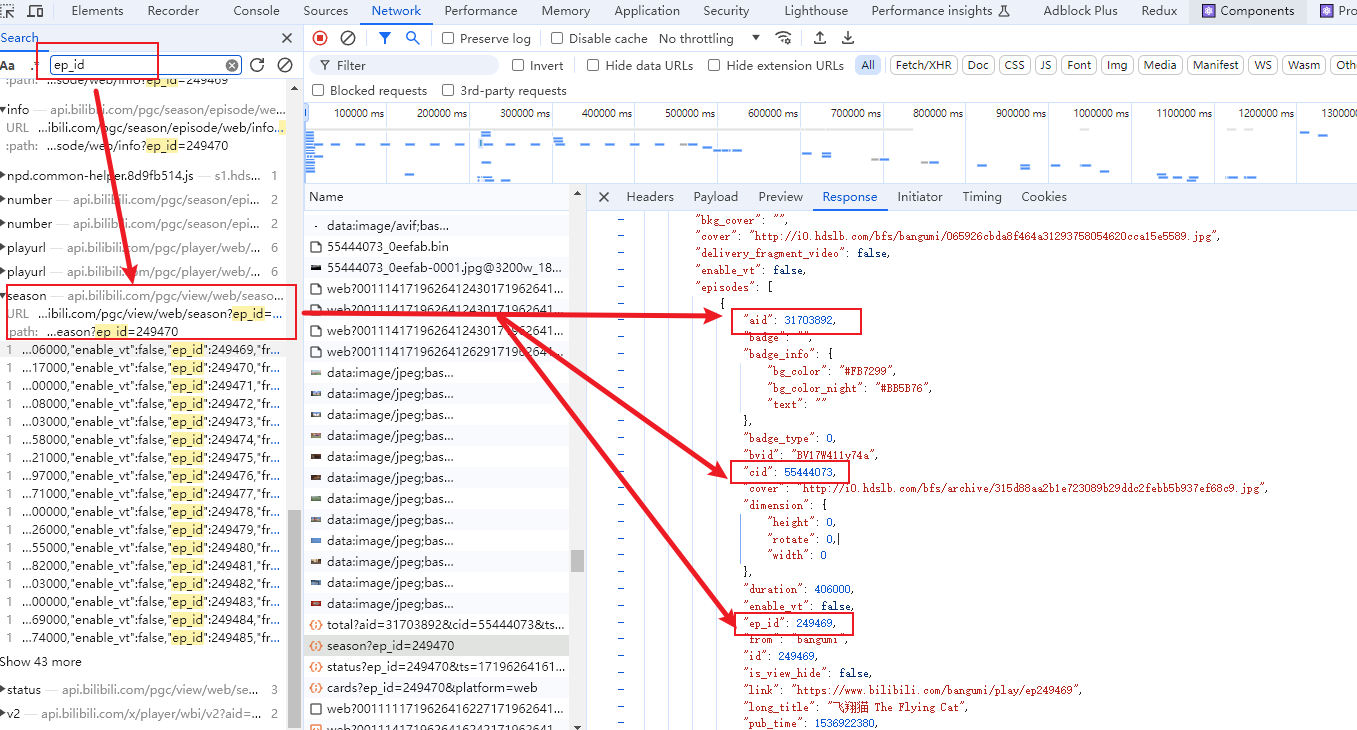 Elements Recorder Console Sources Network Performance Memory Application Security Lighthouse Performance insights Adblock Plus Redux Components Pro
Search
Aa .* ep_id
:path: ...sode/web/info?ep_id=249469
info — api.bilibili.com/pgc/season/episode/we...
URL ...ibili.com/pgc/season/episode/web/info...
:path: ...sode/web/info?ep_id=249470
npd.common-helper.8d9fb514.js — s1.hds... 1
number — api.bilibili.com/pgc/season/epi... 2
number — api.bilibili.com/pgc/season/epi... 2
playurl — api.bilibili.com/pgc/player/web/... 6
playurl — api.bilibili.com/pgc/player/web/... 6
season — api.bilibili.com/pgc/view/web/seaso...
URL ...ibili.com/pgc/view/web/season?ep_id=...
path: ...eason?ep_id=249470
1 ...06000,"enable_vt":false,"ep_id":249469,"fr...
1 ...17000,"enable_vt":false,"ep_id":249470,"fr...
1 ...00000,"enable_vt":false,"ep_id":249471,"fr...
1 ...08000,"enable_vt":false,"ep_id":249472,"fr...
1 ...03000,"enable_vt":false,"ep_id":249473,"fr...
1 ...58000,"enable_vt":false,"ep_id":249474,"fr...
1 ...21000,"enable_vt":false,"ep_id":249475,"fr...
1 ...97000,"enable_vt":false,"ep_id":249476,"fr...
1 ...71000,"enable_vt":false,"ep_id":249477,"fr...
1 ...00000,"enable_vt":false,"ep_id":249478,"fr...
1 ...26000,"enable_vt":false,"ep_id":249479,"fr...
1 ...55000,"enable_vt":false,"ep_id":249480,"fr...
1 ...82000,"enable_vt":false,"ep_id":249481,"fr...
1 ...03000,"enable_vt":false,"ep_id":249482,"fr...
1 ...00000,"enable_vt":false,"ep_id":249483,"fr...
1 ...69000,"enable_vt":false,"ep_id":249484,"fr...
1 ...74000,"enable_vt":false,"ep_id":249485,"fr...
Show 43 more
status — api.bilibili.com/pgc/view/web/se... 3
v2 — api.bilibili.com/x/player/wbi/v2?aid=... 2
Preserve log Disable cache No throttling
Filter Invert Hide data URLs Hide extension URLs All Fetch/XHR Doc CSS JS Font Img Media Manifest WS Wasm Oth
Blocked requests 3rd-party requests
100000 ms 200000 ms 300000 ms 400000 ms 500000 ms 600000 ms 700000 ms 800000 ms 900000 ms 1000000 ms 1100000 ms 1200000 ms 1300000
Name
data:image/avif;bas...
55444073_0eefab.bin
55444073_0eefab-0001.jpg@3200w_18...
web?0011141719626412430171962641...
web?0011141719626412430171962641...
web?0011141719626412430171962641...
web?0011141719626412629171962641...
data:image/jpeg;bas...
data:image/jpeg;bas...
data:image/jpeg;bas...
data:image/jpeg;bas...
data:image/jpeg;bas...
data:image/jpeg;bas...
data:image/jpeg;bas...
data:image/jpeg;bas...
data:image/jpeg;bas...
data:image/jpeg;bas...
data:image/jpeg;bas...
data:image/jpeg;bas...
total?aid=31703892&cid=55444073&ts...
season?ep_id=249470
status?ep_id=249470&ts=17196264161...
cards?ep_id=249470&platform=web
web?0011111719626416227171962641...
web?0011141719626416242171962641...
Headers Payload Preview Response Initiator Timing Cookies
"bkg_cover": "",
"cover": "http://i0.hdslb.com/bfs/bangumi/065926cbda8f464a31293758054620cca15e5589.jpg",
"delivery_fragment_video": false,
"enable_vt": false,
"episodes": [
{
"aid": 31703892,
"badge": "",
"badge_info": {
"bg_color": "#FB7299",
"bg_color_night": "#BB5B76",
"text": ""
},
"badge_type": 0,
"bvid": "BV17W411y74a",
"cid": 55444073,
"cover": "http://i0.hdslb.com/bfs/archive/315d88aa2b1e723089b29ddc2febb5b937ef68c9.jpg",
"dimension": {
"height": 0,
"rotate": 0,
"width": 0
},
"duration": 406000,
"enable_vt": false,
"ep_id": 249469,
"from": "bangumi",
"id": 249469,
"is_view_hide": false,
"link": "https://www.bilibili.com/bangumi/play/ep249469",
"long_title": "飞翔猫 The Flying Cat",
"pub_time": 1536922380,